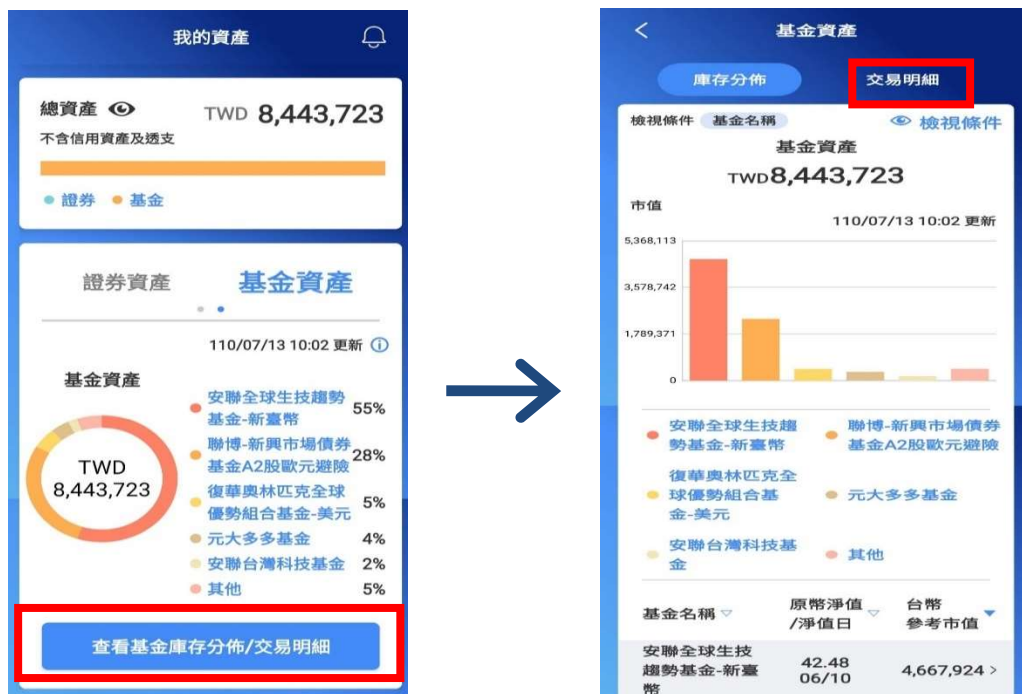 我的資產
總資產
TWD 8,443,723
不含信用資產及透支
證券
基金
證券資產
基金資產
110/07/13 10:02 更新
基金資產
TWD
8,443,723
安聯全球生技趨勢
基金-新臺幣
55%
聯博-新興市場債券
基金A2股歐元避險
28%
復華奧林匹克全球
優勢組合基金-美元
5%
元大多多基金
4%
安聯台灣科技基金
2%
其他
5%
查看基金庫存分佈/交易明細
基金資產
庫存分佈
交易明細
檢視條件
基金名稱
檢視條件
基金資產
TWD8,443,723
市值
110/07/13 10:02 更新
5,368,113
3,578,742
1,789,371
0
安聯全球生技趨
勢基金-新臺幣
聯博-新興市場債券
基金A2股歐元避險
復華奧林匹克全
球優勢組合基
金-美元
元大多多基金
安聯台灣科技基
金
其他
基金名稱
原幣淨值
/淨值日
台幣
參考市值
安聯全球生技
趨勢基金-新臺
幣
42.48
06/10
4,667,924